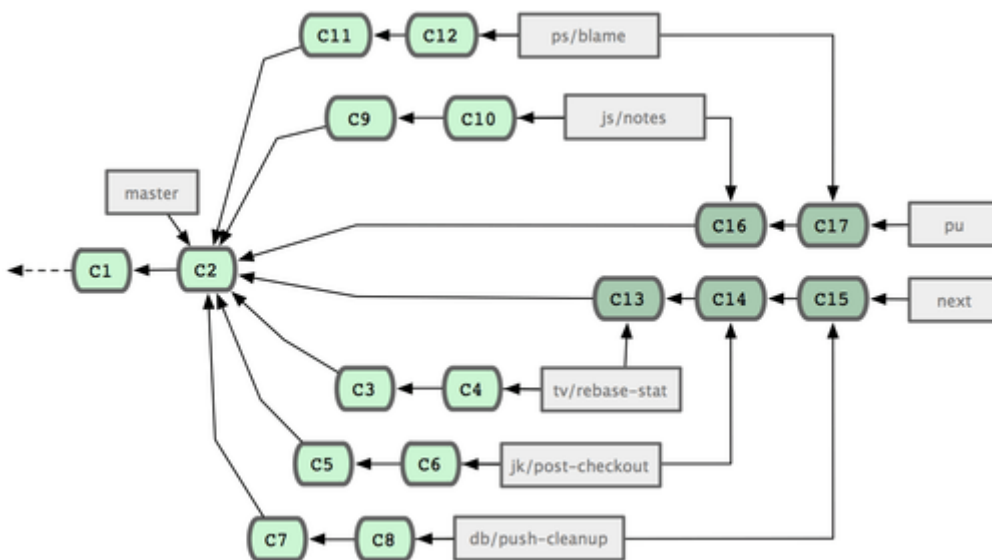 C11 C12 ps/blame
C9 C10 js/notes
master
C16 C17 pu
C1 C2
C13 C14 C15 next
C3 C4 tv/rebase-stat
C5 C6 jk/post-checkout
C7 C8 db/push-cleanup